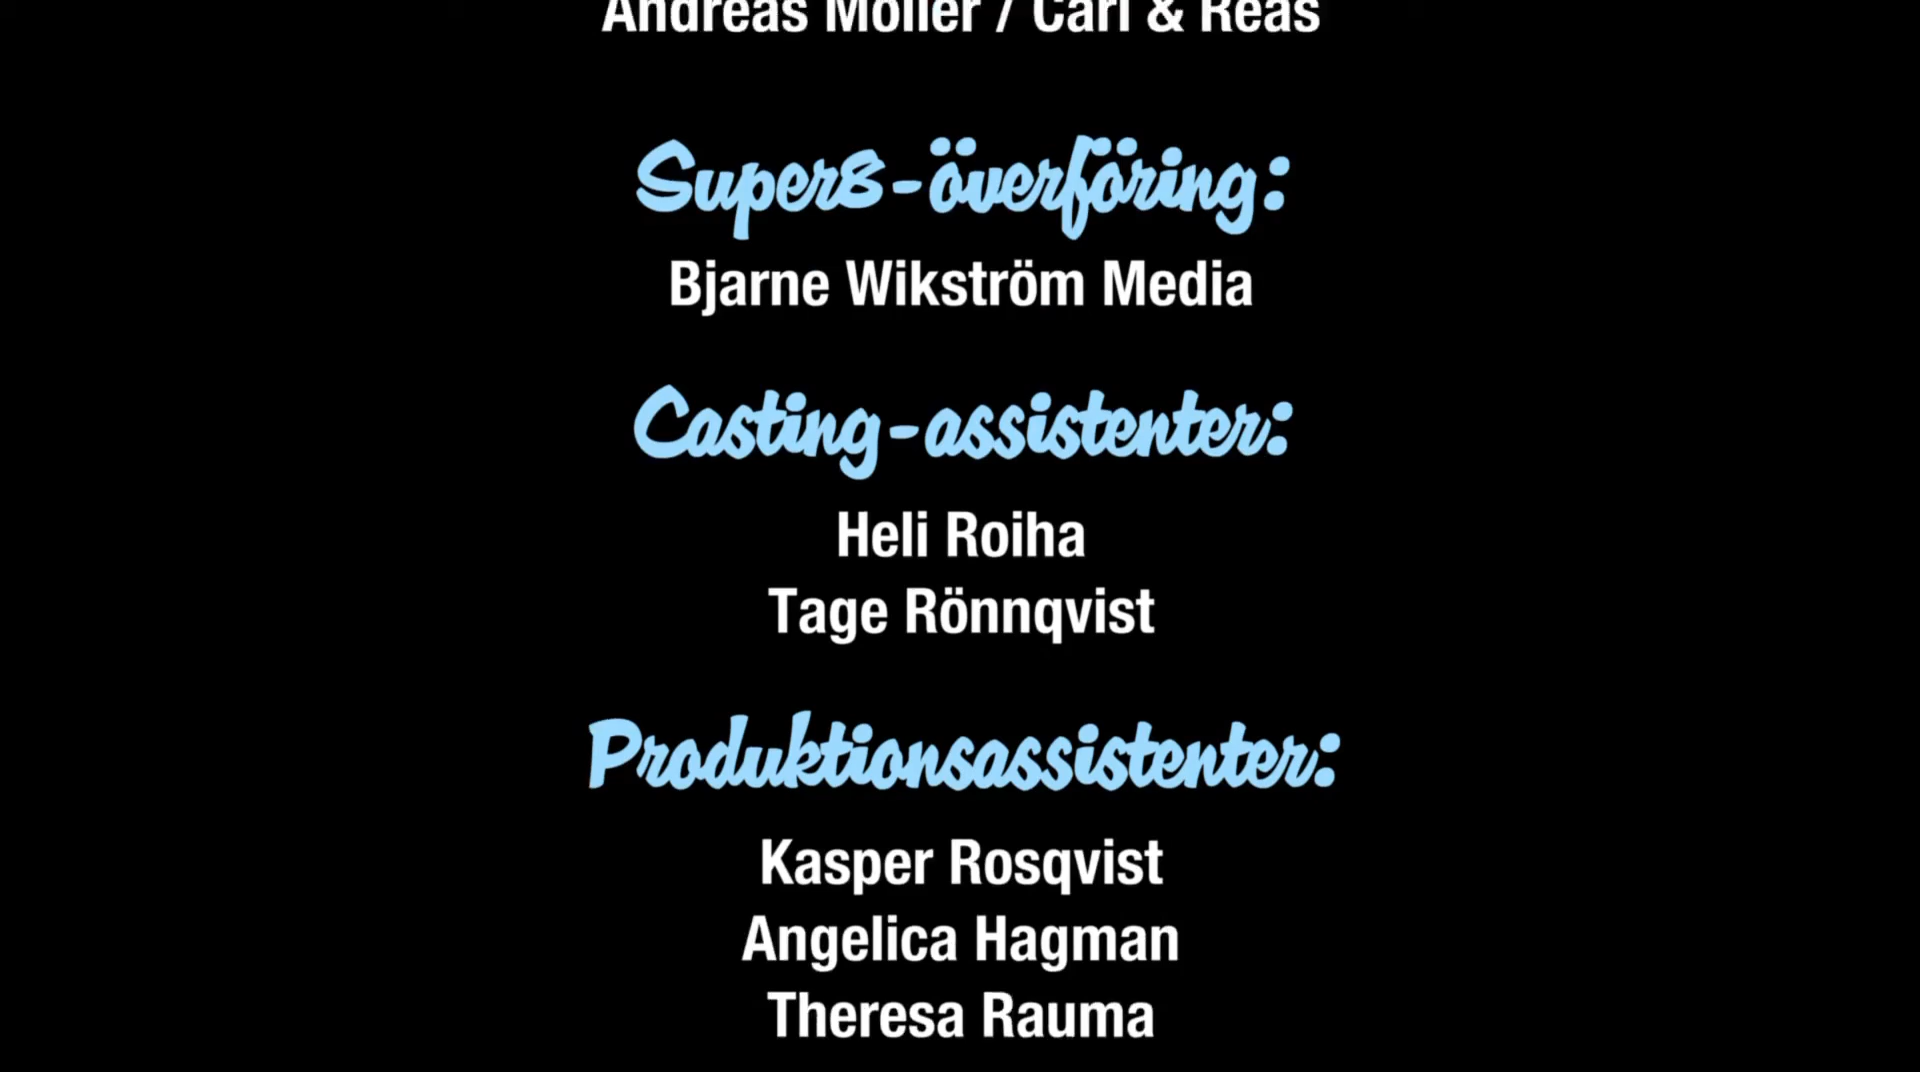 Andreas Möller / Carl & Reas
Super8-överföring:
Bjarne Wikström Media
Casting-assistenter:
Heli Roiha
Tage Rönnqvist
Produktionsassistenter:
Kasper Rosqvist
Angelica Hagman
Theresa Rauma